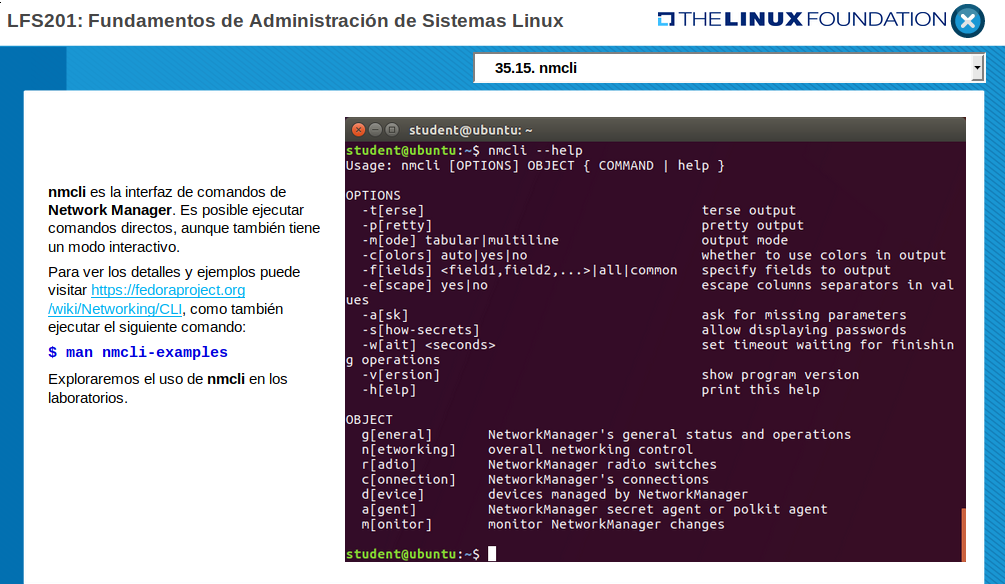 LFS201: Fundamentos de Administración de Sistemas Linux
THE LINUX FOUNDATION
35.15. nmcli
nmcli es la interfaz de comandos de
Network Manager. Es posible ejecutar
comandos directos, aunque también tiene
un modo interactivo.
Para ver los detalles y ejemplos puede
visitar https://fedoraproject.org
/wiki/Networking/CLI, como también
ejecutar el siguiente comando:
$ man nmcli-examples
Exploraremos el uso de nmcli en los
laboratorios.
student@ubuntu: ~
student@ubuntu:~$ nmcli --help
Usage: nmcli [OPTIONS] OBJECT { COMMAND | help }
OPTIONS
-t[erse] terse output
-p[retty] pretty output
-m[ode] tabular|multiline output mode
-c[olors] auto|yes|no whether to use colors in output
-f[ields] <field1,field2,...>|all|common specify fields to output
-e[scape] yes|no escape columns separators in val
ues
-a[sk] ask for missing parameters
-s[how-secrets] allow displaying passwords
-w[ait] <seconds> set timeout waiting for finishin
g operations
-v[ersion] show program version
-h[elp] print this help
OBJECT
g[eneral] NetworkManager's general status and operations
n[etworking] overall networking control
r[adio] NetworkManager radio switches
c[onnection] NetworkManager's connections
d[evice] devices managed by NetworkManager
a[gent] NetworkManager secret agent or polkit agent
m[onitor] monitor NetworkManager changes
student@ubuntu:~$